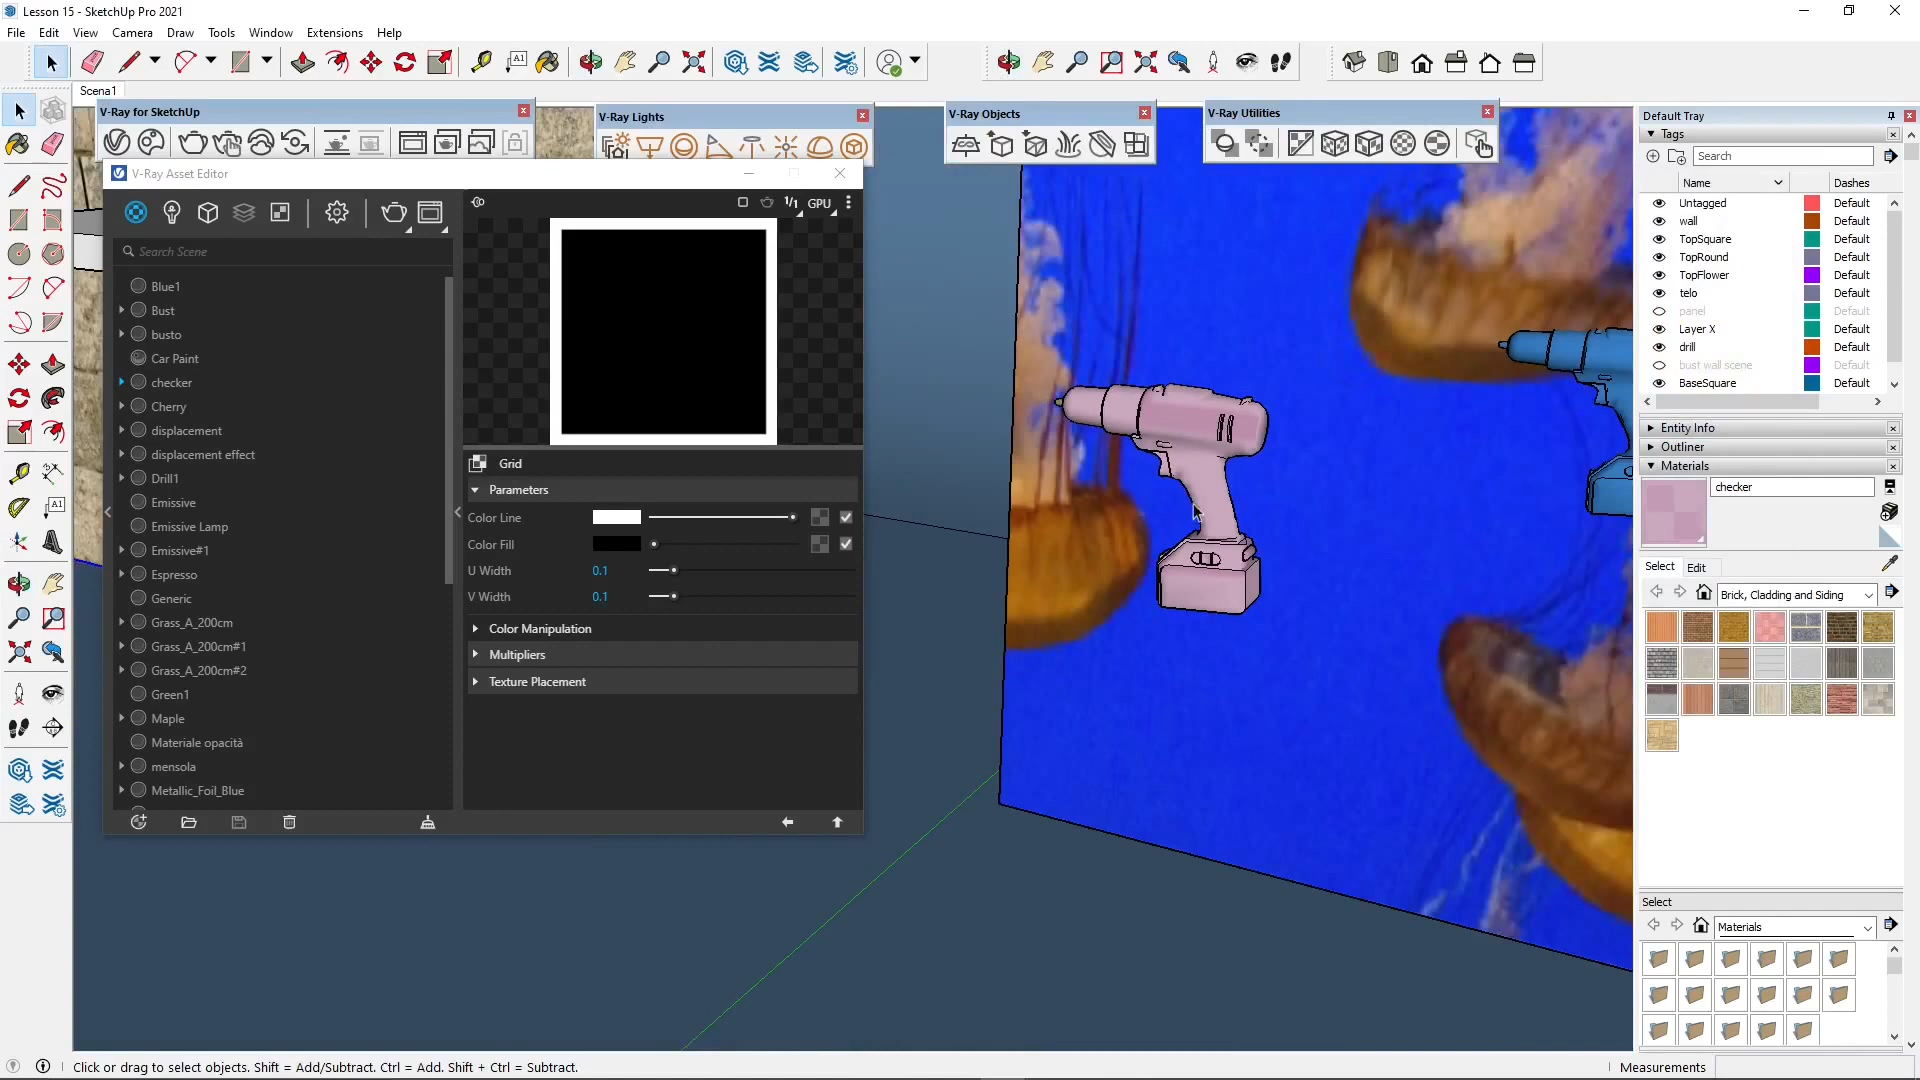 Lesson 15 - SketchUp Pro 2021
File Edit View Camera Draw Tools Window Extensions Help
Scena1
V-Ray for SketchUp
V-Ray Lights
V-Ray Objects
V-Ray Utilities
V-Ray Asset Editor
Search Scene
Blue1
Bust
busto
Car Paint
checker
Cherry
displacement
displacement effect
Drill1
Emissive
Emissive Lamp
Emissive#1
Espresso
Generic
Grass_A_200cm
Grass_A_200cm#1
Grass_A_200cm#2
Green1
Maple
Materiale opacità
mensola
Metallic_Foil_Blue
1/1 GPU
Grid
Parameters
Color Line
Color Fill
U Width 0.1
V Width 0.1
Color Manipulation
Multipliers
Texture Placement
Default Tray
Tags
Search
Name Dashes
Untagged Default
wall Default
TopSquare Default
TopRound Default
TopFlower Default
telo Default
panel Default
Layer X Default
drill Default
bust wall scene Default
BaseSquare Default
Entity Info
Outliner
Materials
checker
Select Edit
Brick, Cladding and Siding
Select
Materials
Click or drag to select objects. Shift = Add/Subtract. Ctrl = Add. Shift + Ctrl = Subtract.
Measurements